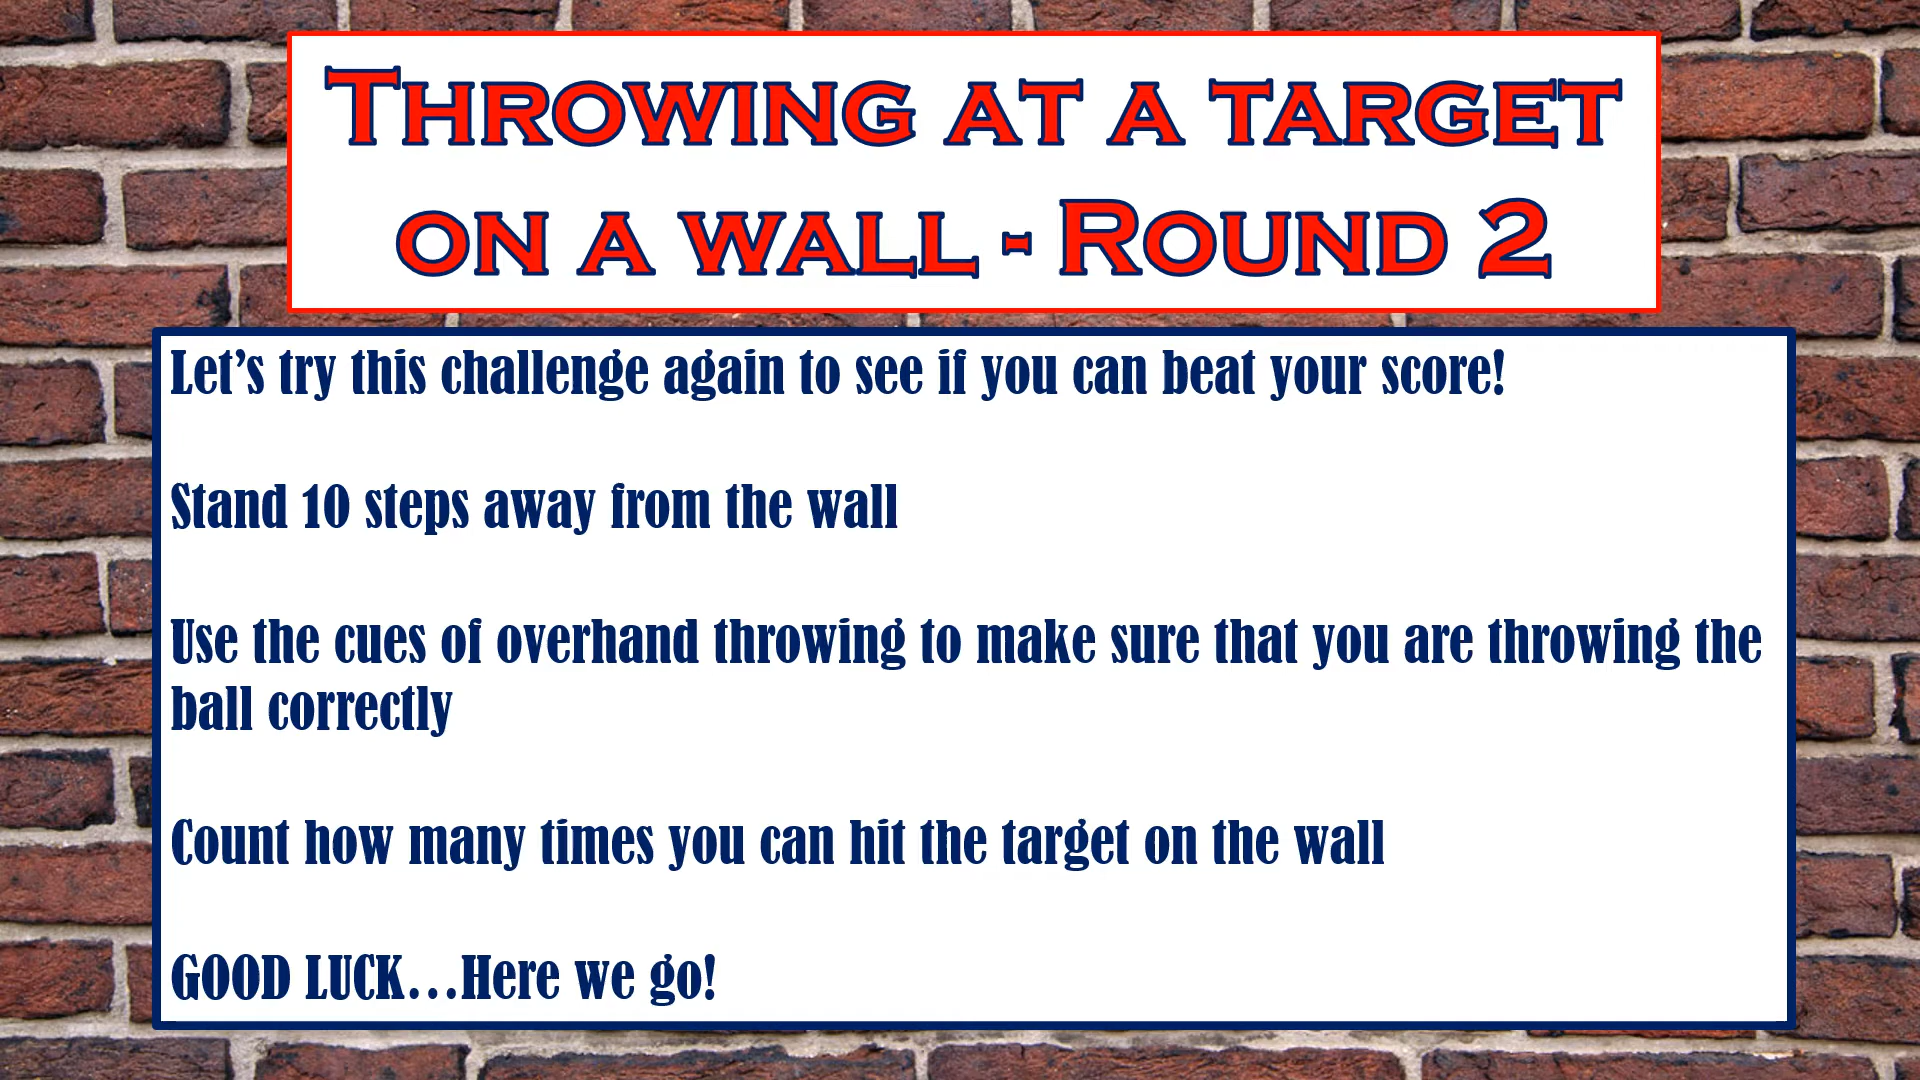 Throwing at a target
on a wall - Round 2
Let’s try this challenge again to see if you can beat your score!
Stand 10 steps away from the wall
Use the cues of overhand throwing to make sure that you are throwing the
ball correctly
Count how many times you can hit the target on the wall
GOOD LUCK…Here we go!